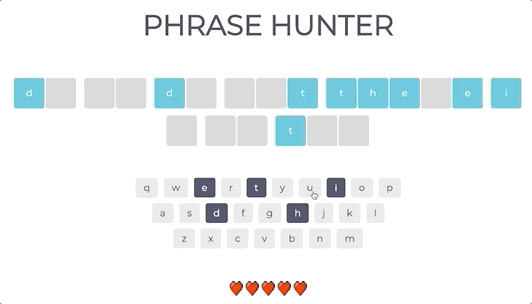 PHRASE HUNTER
d d t t h e e i
t
q w e r t y u i o p
a s d f g h j k l
z x c v b n m